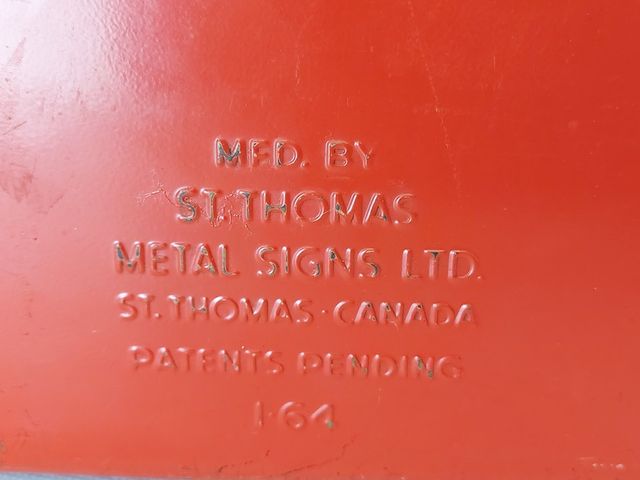 MFD. BY
ST. THOMAS
METAL SIGNS LTD.
ST. THOMAS · CANADA
PATENTS PENDING
1·64